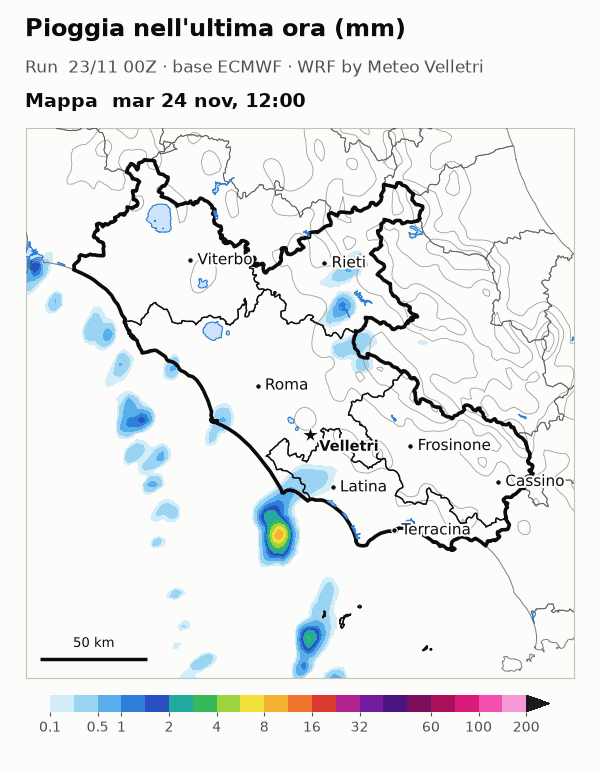 Pioggia nell'ultima ora (mm)
Run  23/11 00Z · base ECMWF · WRF by Meteo Velletri
Mappa  mar 24 nov, 12:00
Viterbo
Rieti
Roma
Velletri
Frosinone
Cassino
Latina
Terracina
50 km
0.1 0.5 1 2 4 8 16 32 60 100 200